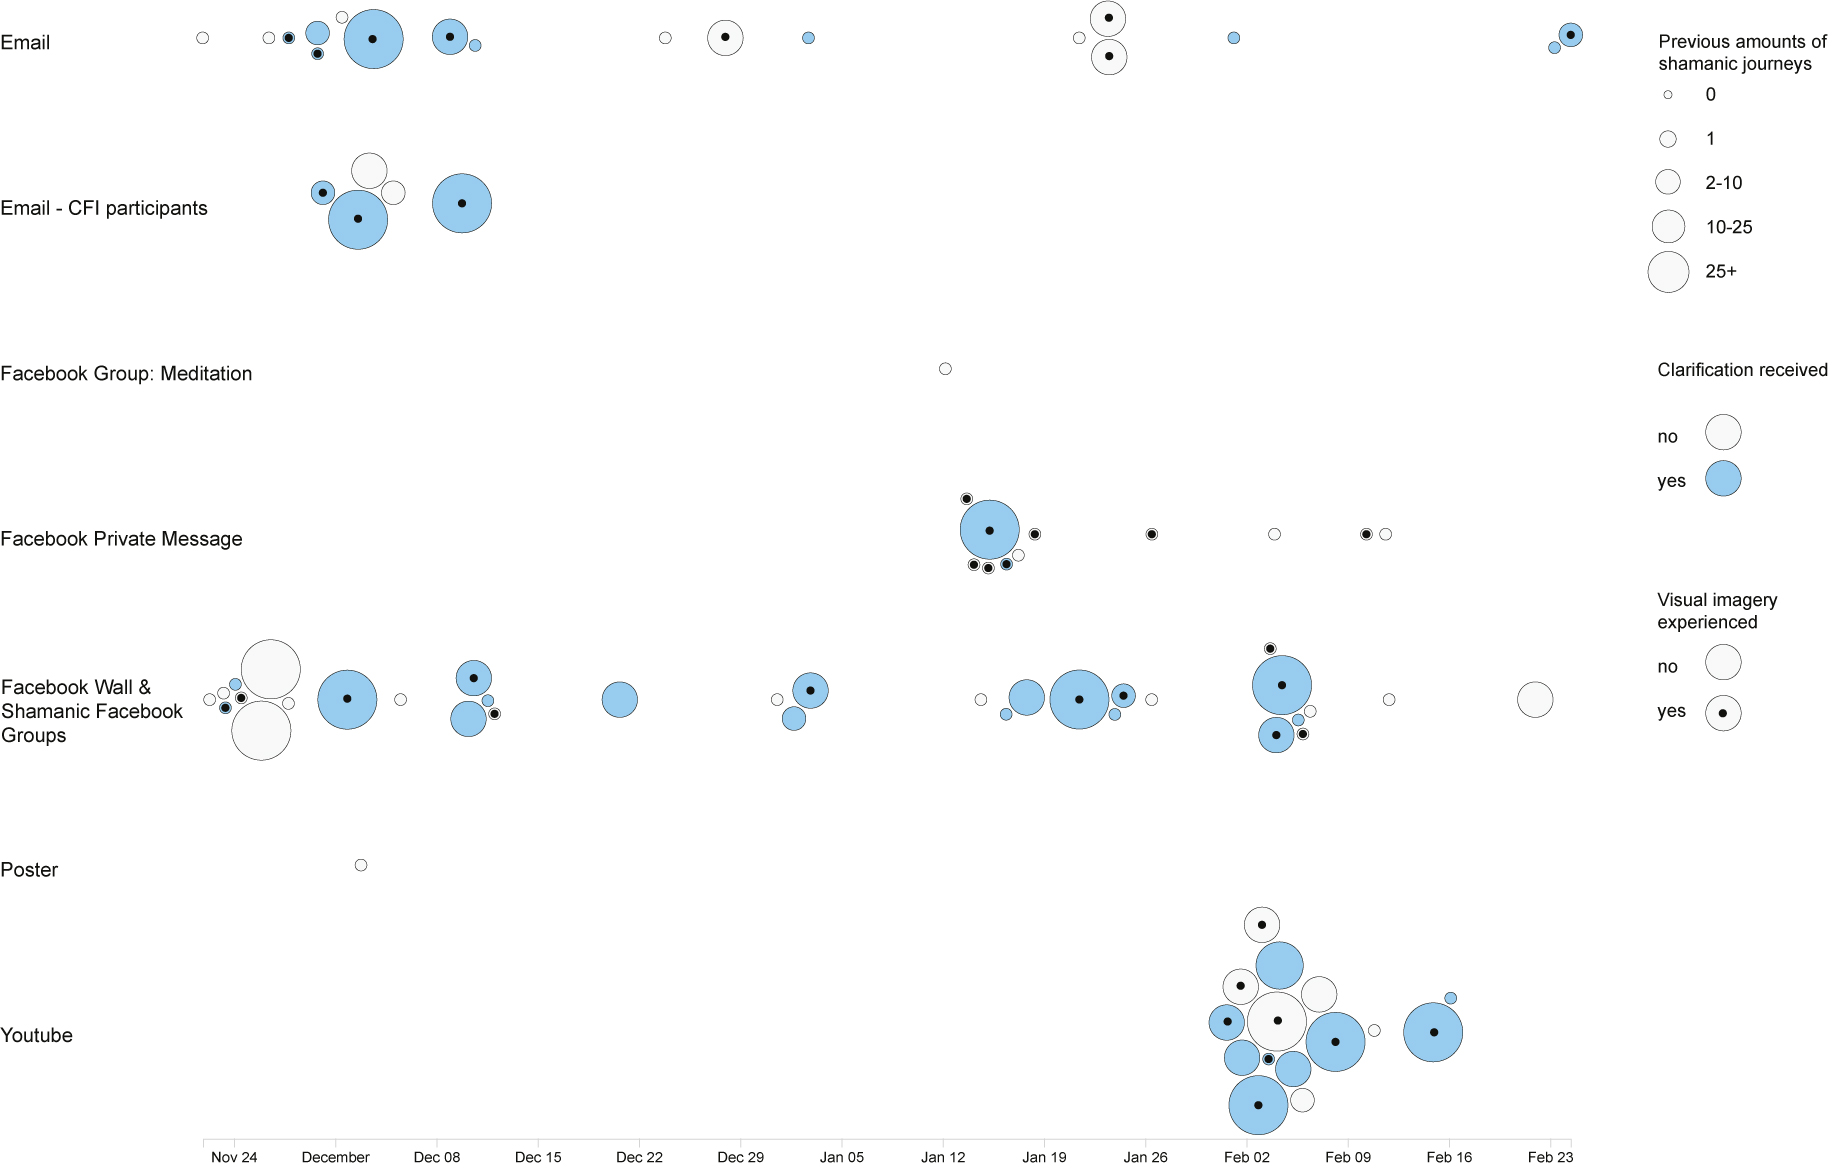 Email
Email - CFI participants
Facebook Group: Meditation
Facebook Private Message
Facebook Wall &
Shamanic Facebook
Groups
Poster
Youtube
Nov 24 December Dec 08 Dec 15 Dec 22 Dec 29 Jan 05 Jan 12 Jan 19 Jan 26 Feb 02 Feb 09 Feb 16 Feb 23
Previous amounts of
shamanic journeys
0
1
2-10
10-25
25+
Clarification received
no
yes
Visual imagery
experienced
no
yes